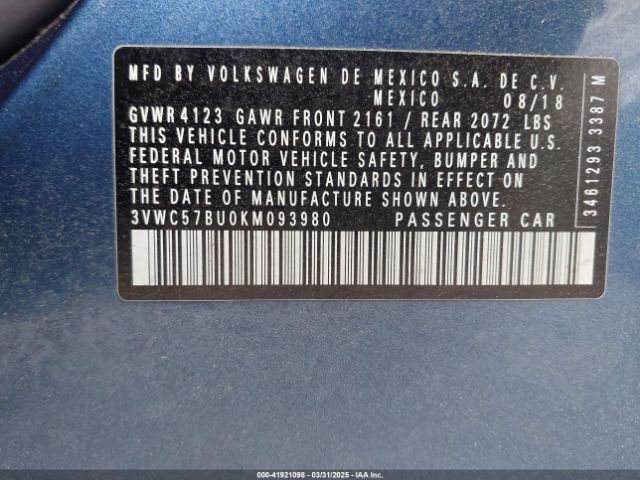 MFD BY VOLKSWAGEN DE MEXICO S.A. DE C.V.
MEXICO 08/18
GVWR 4123 GAWR FRONT 2161 / REAR 2072 LBS
THIS VEHICLE CONFORMS TO ALL APPLICABLE U.S.
FEDERAL MOTOR VEHICLE SAFETY, BUMPER AND
THEFT PREVENTION STANDARDS IN EFFECT ON
THE DATE OF MANUFACTURE SHOWN ABOVE.
3VWC57BU0KM093980 PASSENGER CAR
3461293 3387 M
000-41921098 - 03/31/2025 - IAA Inc.